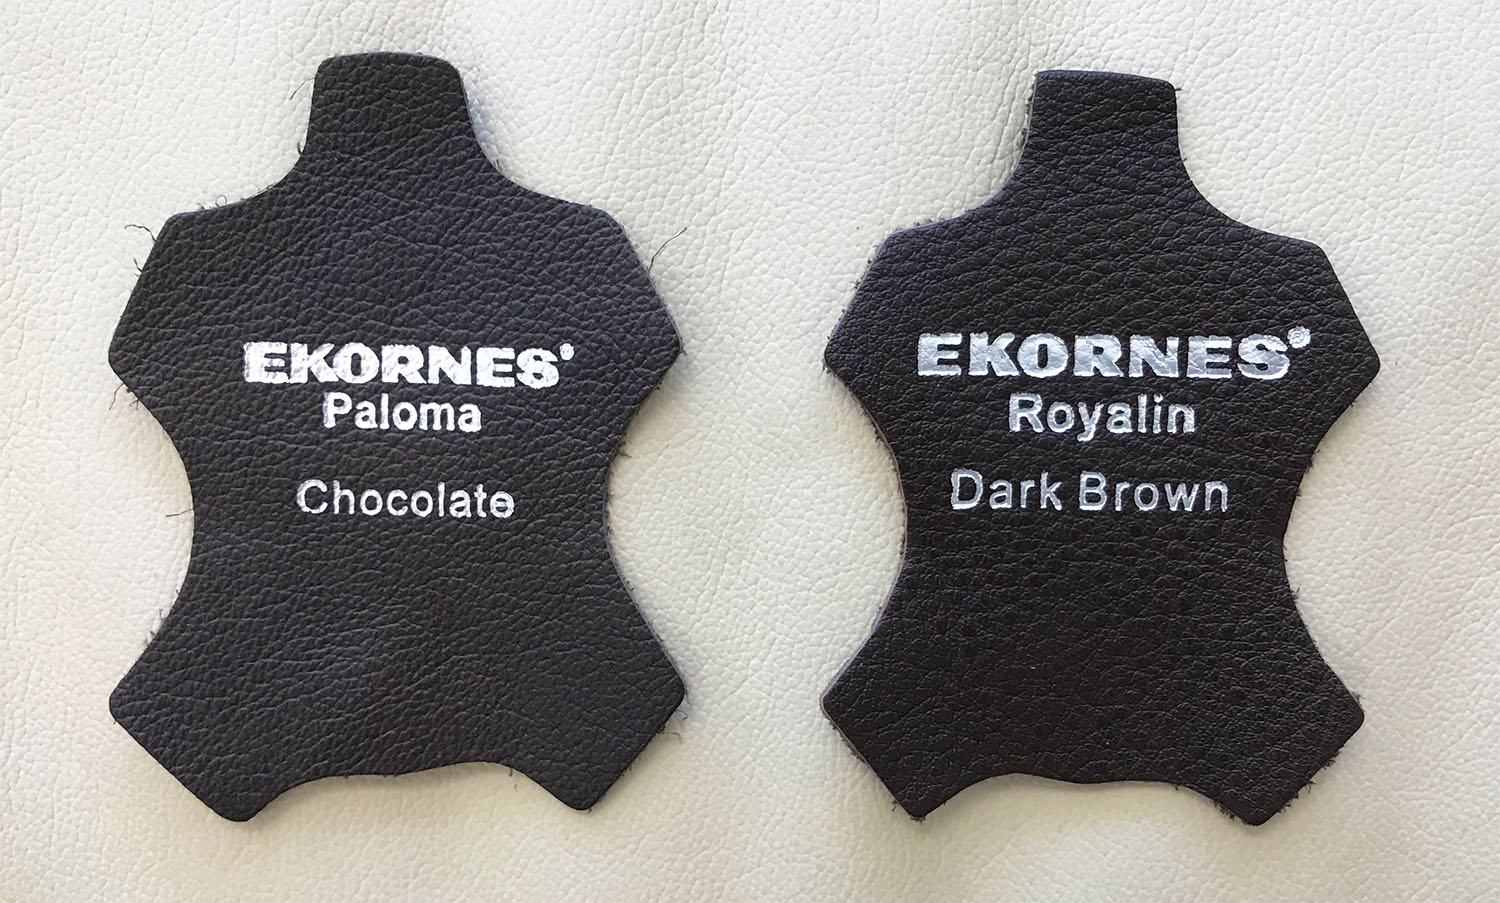 EKORNES®
Paloma
Chocolate
EKORNES®
Royalin
Dark Brown